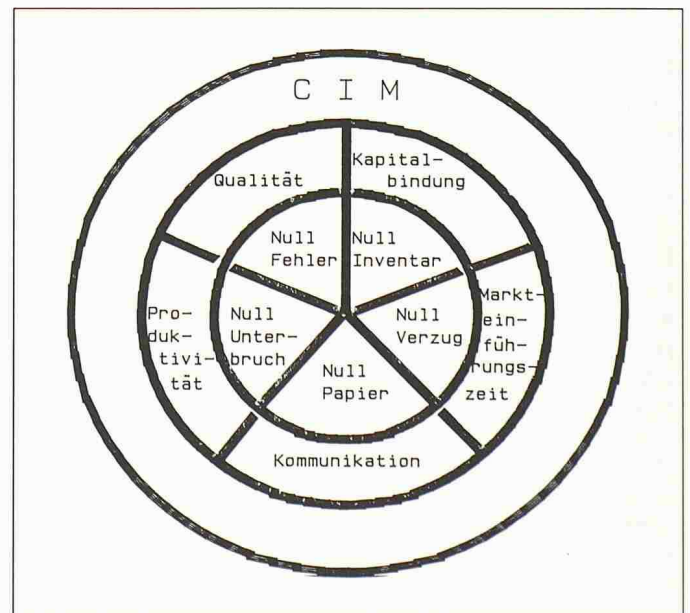 C I M
Qualität
Kapital-
bindung
Null
Fehler
Null
Inventar
Pro-
duk-
tivi-
tät
Null
Unter-
bruch
Null
Verzug
Markt-
ein-
füh-
rungs-
zeit
Null
Papier
Kommunikation